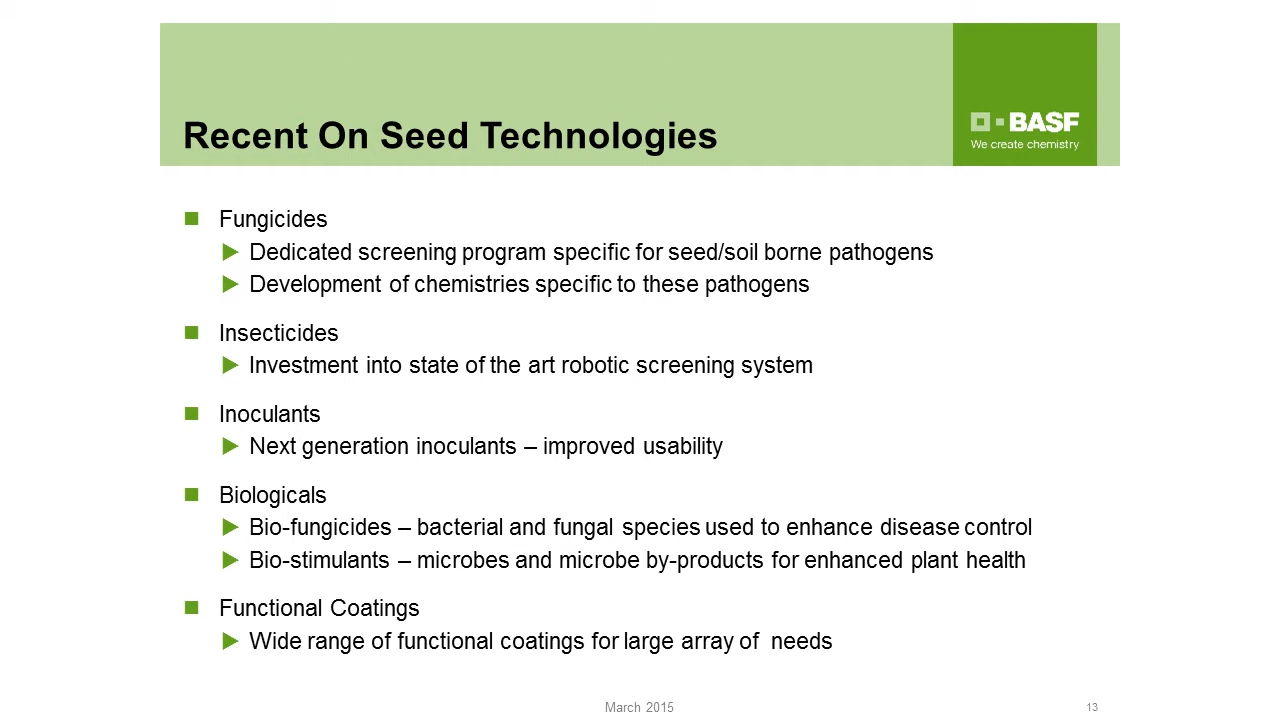 Recent On Seed Technologies
BASF
We create chemistry
Fungicides
Dedicated screening program specific for seed/soil borne pathogens
Development of chemistries specific to these pathogens
Insecticides
Investment into state of the art robotic screening system
Inoculants
Next generation inoculants – improved usability
Biologicals
Bio-fungicides – bacterial and fungal species used to enhance disease control
Bio-stimulants – microbes and microbe by-products for enhanced plant health
Functional Coatings
Wide range of functional coatings for large array of  needs
March 2015
13